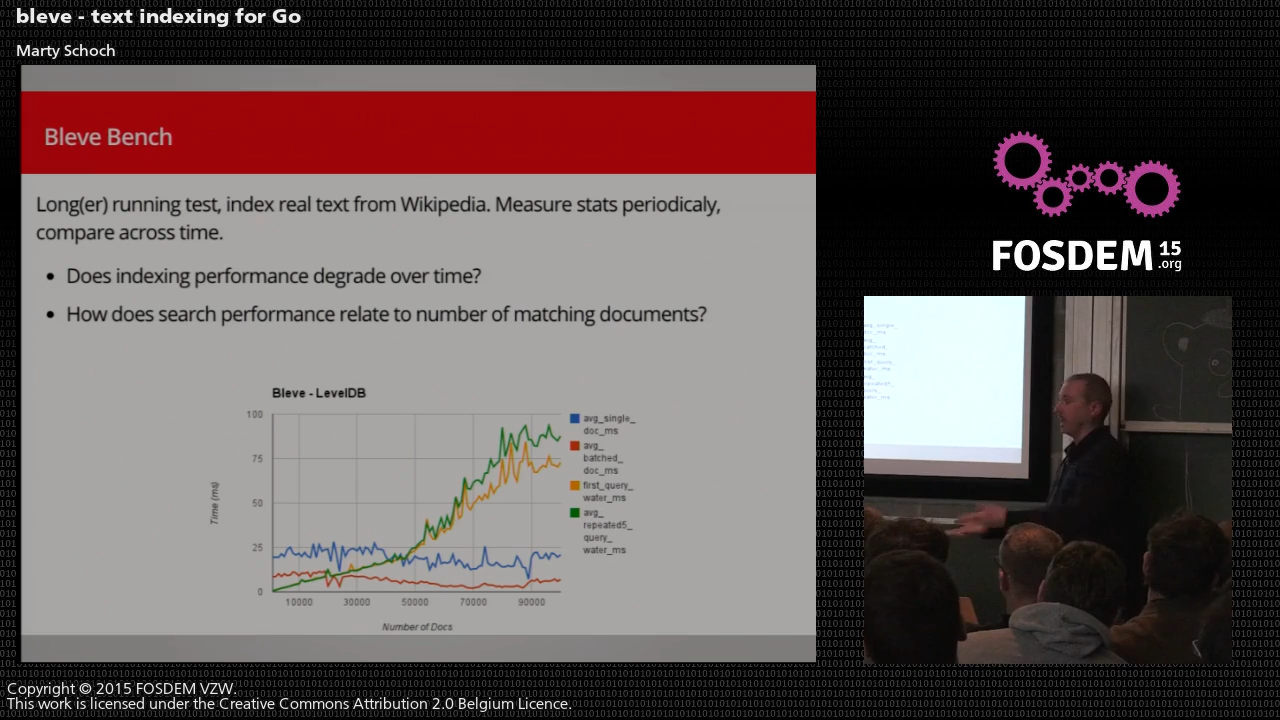 bleve - text indexing for Go
Marty Schoch
Bleve Bench
Long(er) running test, index real text from Wikipedia. Measure stats periodicaly,
compare across time.
• Does indexing performance degrade over time?
• How does search performance relate to number of matching documents?
Bleve - LevelDB
100
75
50
25
0
Time (ms)
10000 30000 50000 70000 90000
Number of Docs
avg_single_
doc_ms
avg_
batched_
doc_ms
first_query_
water_ms
avg_
repeated5_
query_
water_ms
FOSDEM 15
.org
Copyright © 2015 FOSDEM VZW.
This work is licensed under the Creative Commons Attribution 2.0 Belgium Licence.